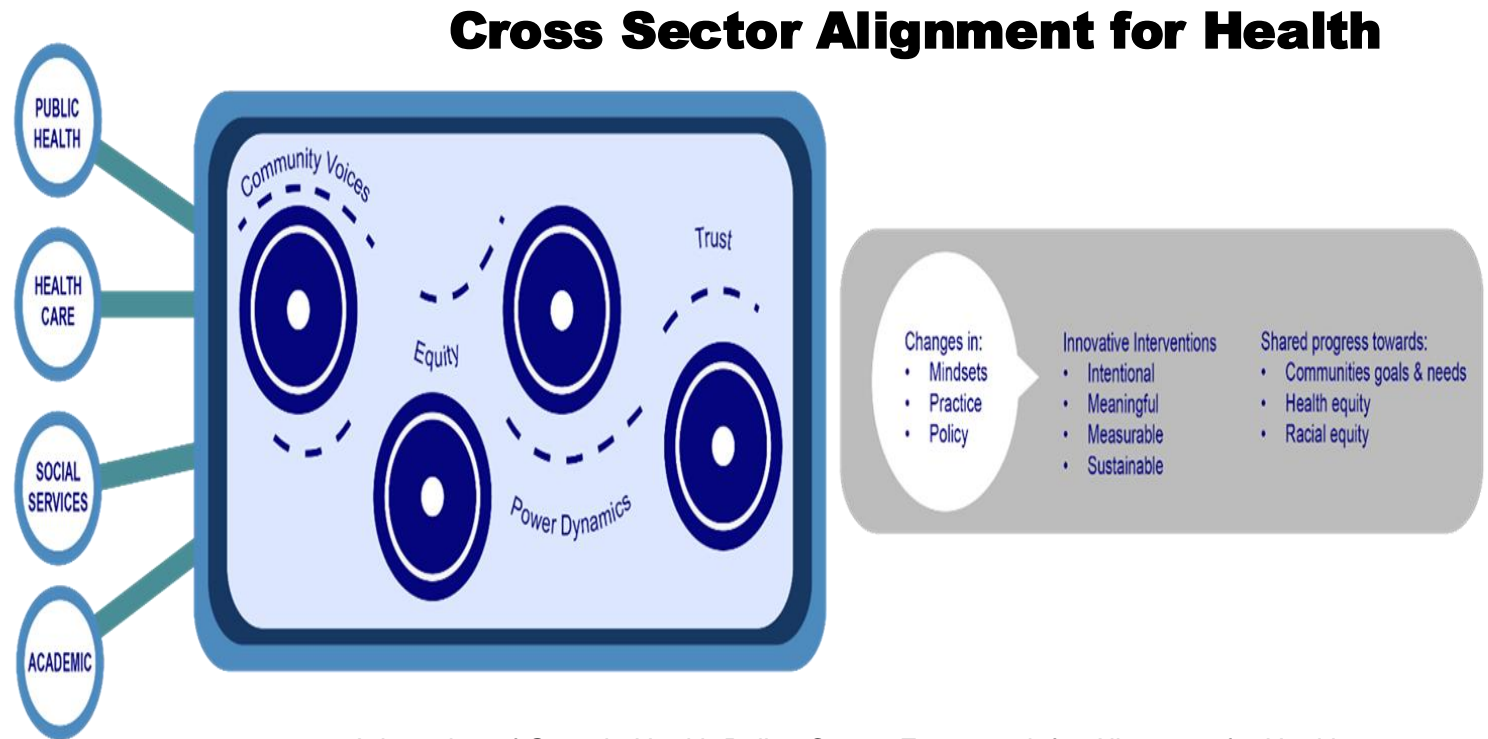 Cross Sector Alignment for Health
PUBLIC
HEALTH
HEALTH
CARE
SOCIAL
SERVICES
ACADEMIC
Community Voices
Equity
Power Dynamics
Trust
Changes in:
• Mindsets
• Practice
• Policy
Innovative Interventions
• Intentional
• Meaningful
• Measurable
• Sustainable
Shared progress towards:
• Communities goals & needs
• Health equity
• Racial equity